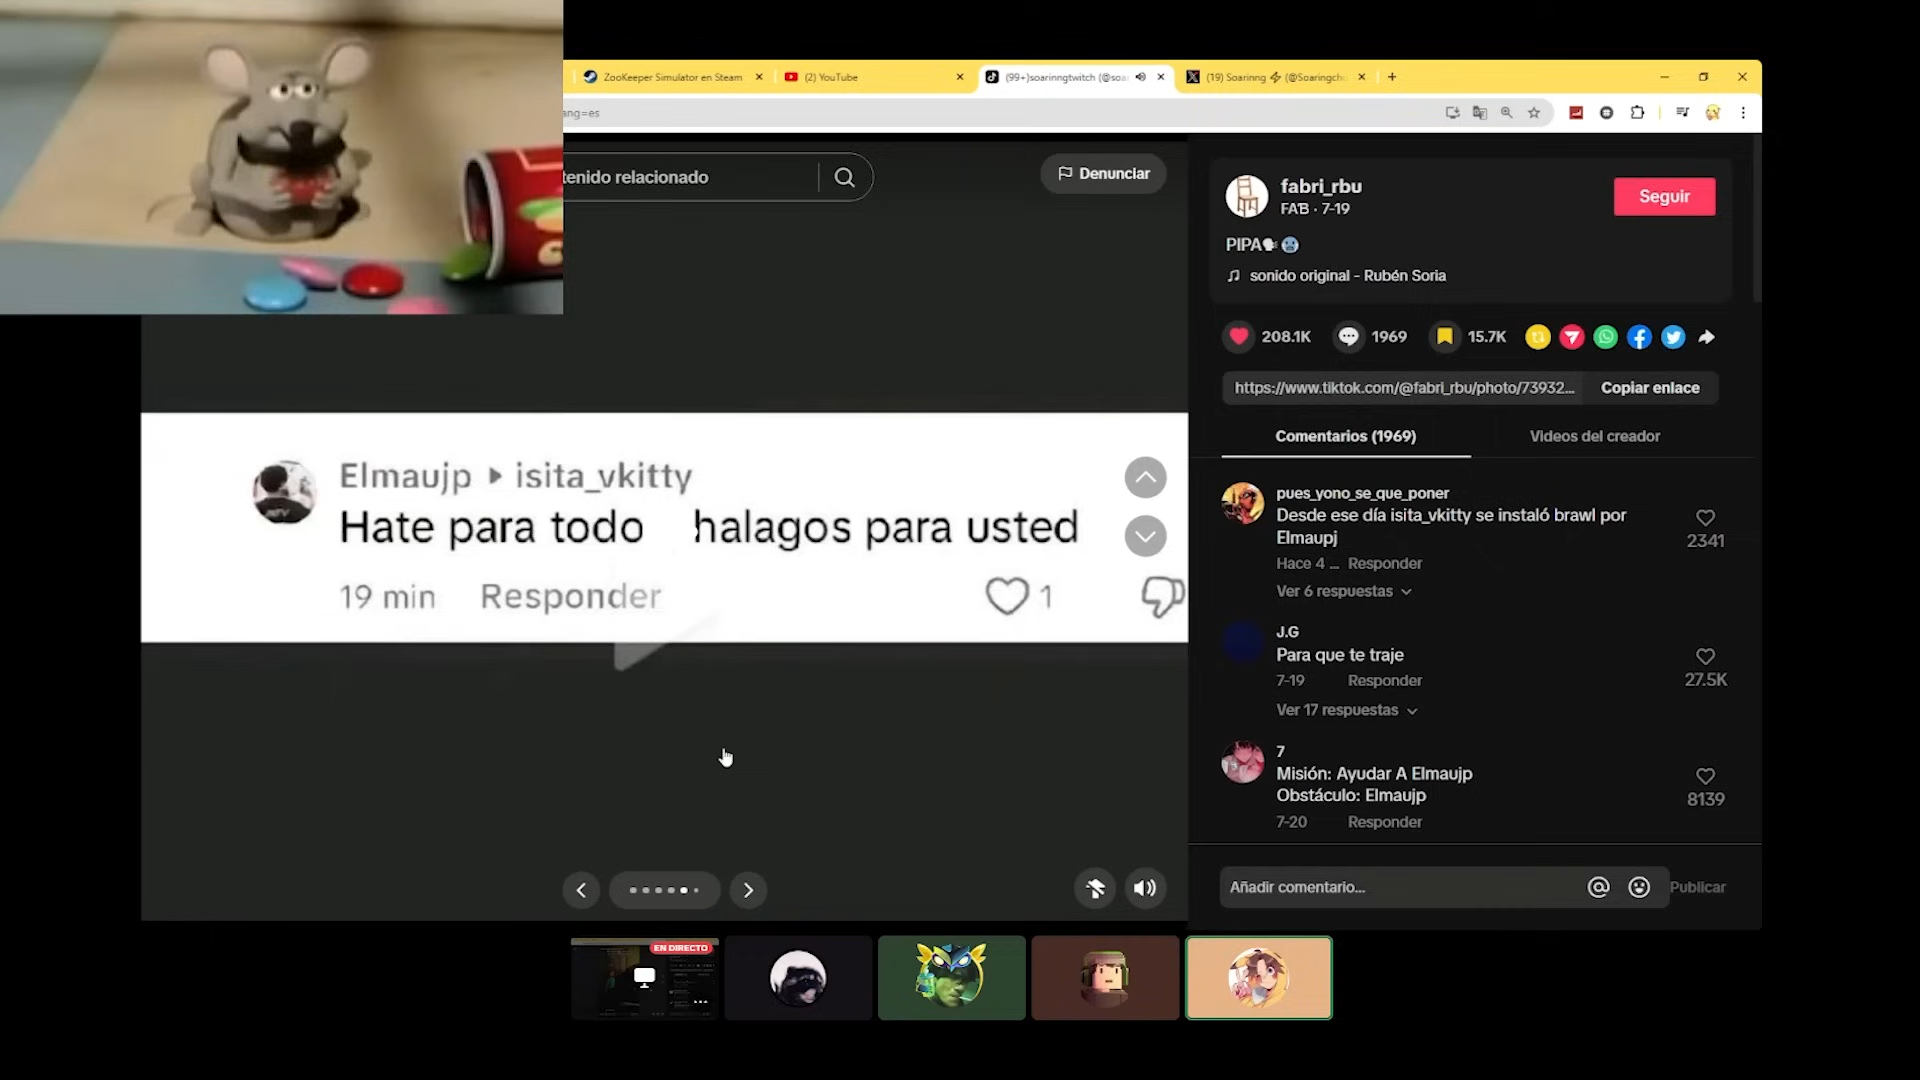 ZooKeeper Simulator en Steam
(2) YouTube
(99+)soarinngtwitch (@soa
(19) Soarinng ⚡ (@Soaringch
ang=es
tenido relacionado
Denunciar
fabri_rbu
FA'B · 7-19
Seguir
PIPA🗣🥶
sonido original - Rubén Soria
208.1K
1969
15.7K
https://www.tiktok.com/@fabri_rbu/photo/73932...
Copiar enlace
Comentarios (1969)
Videos del creador
Elmaujp ▸ isita_vkitty
Hate para todo halagos para usted
19 min Responder
1
pues_yono_se_que_poner
Desde ese día isita_vkitty se instaló brawl por
Elmaupj
2341
Hace 4 ... Responder
Ver 6 respuestas
J.G
Para que te traje
27.5K
7-19 Responder
Ver 17 respuestas
7
Misión: Ayudar A Elmaujp
Obstáculo: Elmaujp
8139
7-20 Responder
Añadir comentario...
Publicar
EN DIRECTO